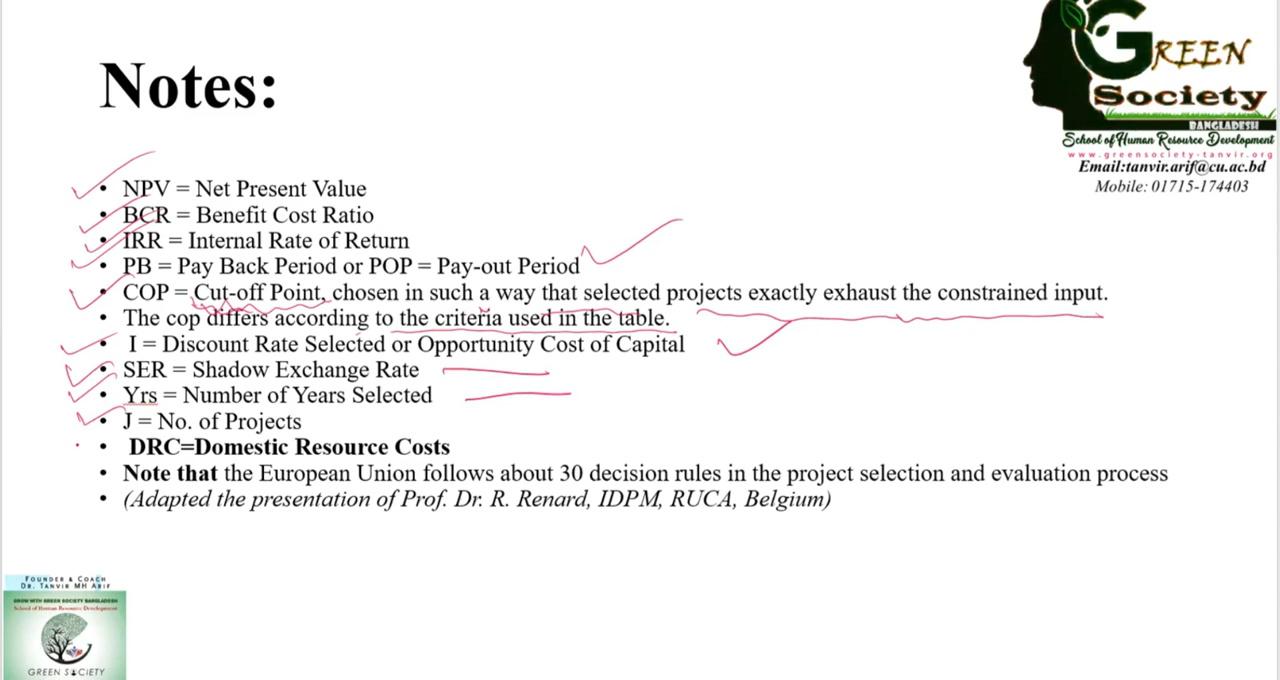 GREEN
Society
BANGLADESH
School of Human Resource Development
www.greensociety-tanvir.org
Email:tanvir.arif@cu.ac.bd
Mobile: 01715-174403
Notes:
• NPV = Net Present Value
• BCR = Benefit Cost Ratio
• IRR = Internal Rate of Return
• PB = Pay Back Period or POP = Pay-out Period
• COP = Cut-off Point, chosen in such a way that selected projects exactly exhaust the constrained input.
• The cop differs according to the criteria used in the table.
• I = Discount Rate Selected or Opportunity Cost of Capital
• SER = Shadow Exchange Rate
• Yrs = Number of Years Selected
• J = No. of Projects
• DRC=Domestic Resource Costs
• Note that the European Union follows about 30 decision rules in the project selection and evaluation process
• (Adapted the presentation of Prof. Dr. R. Renard, IDPM, RUCA, Belgium)
FOUNDER & COACH
DR. TANVIR MH ARIF
GROW WITH GREEN SOCIETY BANGLADESH
School of Human Resource Development
GREEN SOCIETY